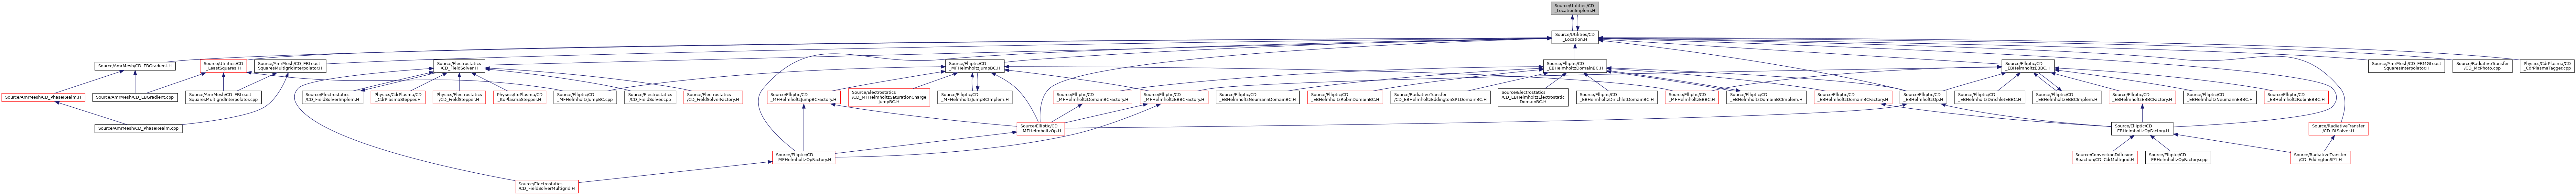 Source/Utilities/CD
_LocationImplem.H
Source/Utilities/CD
_Location.H
Source/AmrMesh/CD_EBGradient.H
Source/Utilities/CD
_LeastSquares.H
Source/AmrMesh/CD_EBLeast
SquaresMultigridInterpolator.H
Source/Electrostatics
/CD_FieldSolver.H
Source/Elliptic/CD
_MFHelmholtzJumpBC.H
Source/Elliptic/CD
_EBHelmholtzDomainBC.H
Source/Elliptic/CD
_EBHelmholtzEBBC.H
Source/AmrMesh/CD_EBMGLeast
SquaresInterpolator.H
Source/RadiativeTransfer
/CD_McPhoto.cpp
Physics/CdrPlasma/CD
_CdrPlasmaTagger.cpp
Source/AmrMesh/CD_PhaseRealm.H
Source/AmrMesh/CD_EBGradient.cpp
Source/AmrMesh/CD_EBLeast
SquaresMultigridInterpolator.cpp
Source/Electrostatics
/CD_FieldSolverImplem.H
Physics/CdrPlasma/CD
_CdrPlasmaStepper.H
Physics/Electrostatics
/CD_FieldStepper.H
Physics/ItoPlasma/CD
_ItoPlasmaStepper.H
Source/Elliptic/CD
_MFHelmholtzJumpBC.cpp
Source/Electrostatics
/CD_FieldSolver.cpp
Source/Electrostatics
/CD_FieldSolverFactory.H
Source/Elliptic/CD
_MFHelmholtzJumpBCFactory.H
Source/Electrostatics
/CD_MFHelmholtzSaturationCharge
JumpBC.H
Source/Elliptic/CD
_MFHelmholtzJumpBCImplem.H
Source/Elliptic/CD
_MFHelmholtzDomainBCFactory.H
Source/Elliptic/CD
_MFHelmholtzEBBCFactory.H
Source/Elliptic/CD
_EBHelmholtzNeumannDomainBC.H
Source/Elliptic/CD
_EBHelmholtzRobinDomainBC.H
Source/RadiativeTransfer
/CD_EBHelmholtzEddingtonSP1DomainBC.H
Source/Electrostatics
/CD_EBHelmholtzElectrostatic
DomainBC.H
Source/Elliptic/CD
_EBHelmholtzDirichletDomainBC.H
Source/Elliptic/CD
_MFHelmholtzEBBC.H
Source/Elliptic/CD
_EBHelmholtzDomainBCImplem.H
Source/Elliptic/CD
_EBHelmholtzDomainBCFactory.H
Source/Elliptic/CD
_EBHelmholtzOp.H
Source/Elliptic/CD
_EBHelmholtzDirichletEBBC.H
Source/Elliptic/CD
_EBHelmholtzEBBCImplem.H
Source/Elliptic/CD
_EBHelmholtzEBBCFactory.H
Source/Elliptic/CD
_EBHelmholtzNeumannEBBC.H
Source/Elliptic/CD
_EBHelmholtzRobinEBBC.H
Source/AmrMesh/CD_PhaseRealm.cpp
Source/Elliptic/CD
_MFHelmholtzOp.H
Source/Elliptic/CD
_EBHelmholtzOpFactory.H
Source/RadiativeTransfer
/CD_RtSolver.H
Source/Elliptic/CD
_MFHelmholtzOpFactory.H
Source/ConvectionDiffusion
Reaction/CD_CdrMultigrid.H
Source/Elliptic/CD
_EBHelmholtzOpFactory.cpp
Source/RadiativeTransfer
/CD_EddingtonSP1.H
Source/Electrostatics
/CD_FieldSolverMultigrid.H